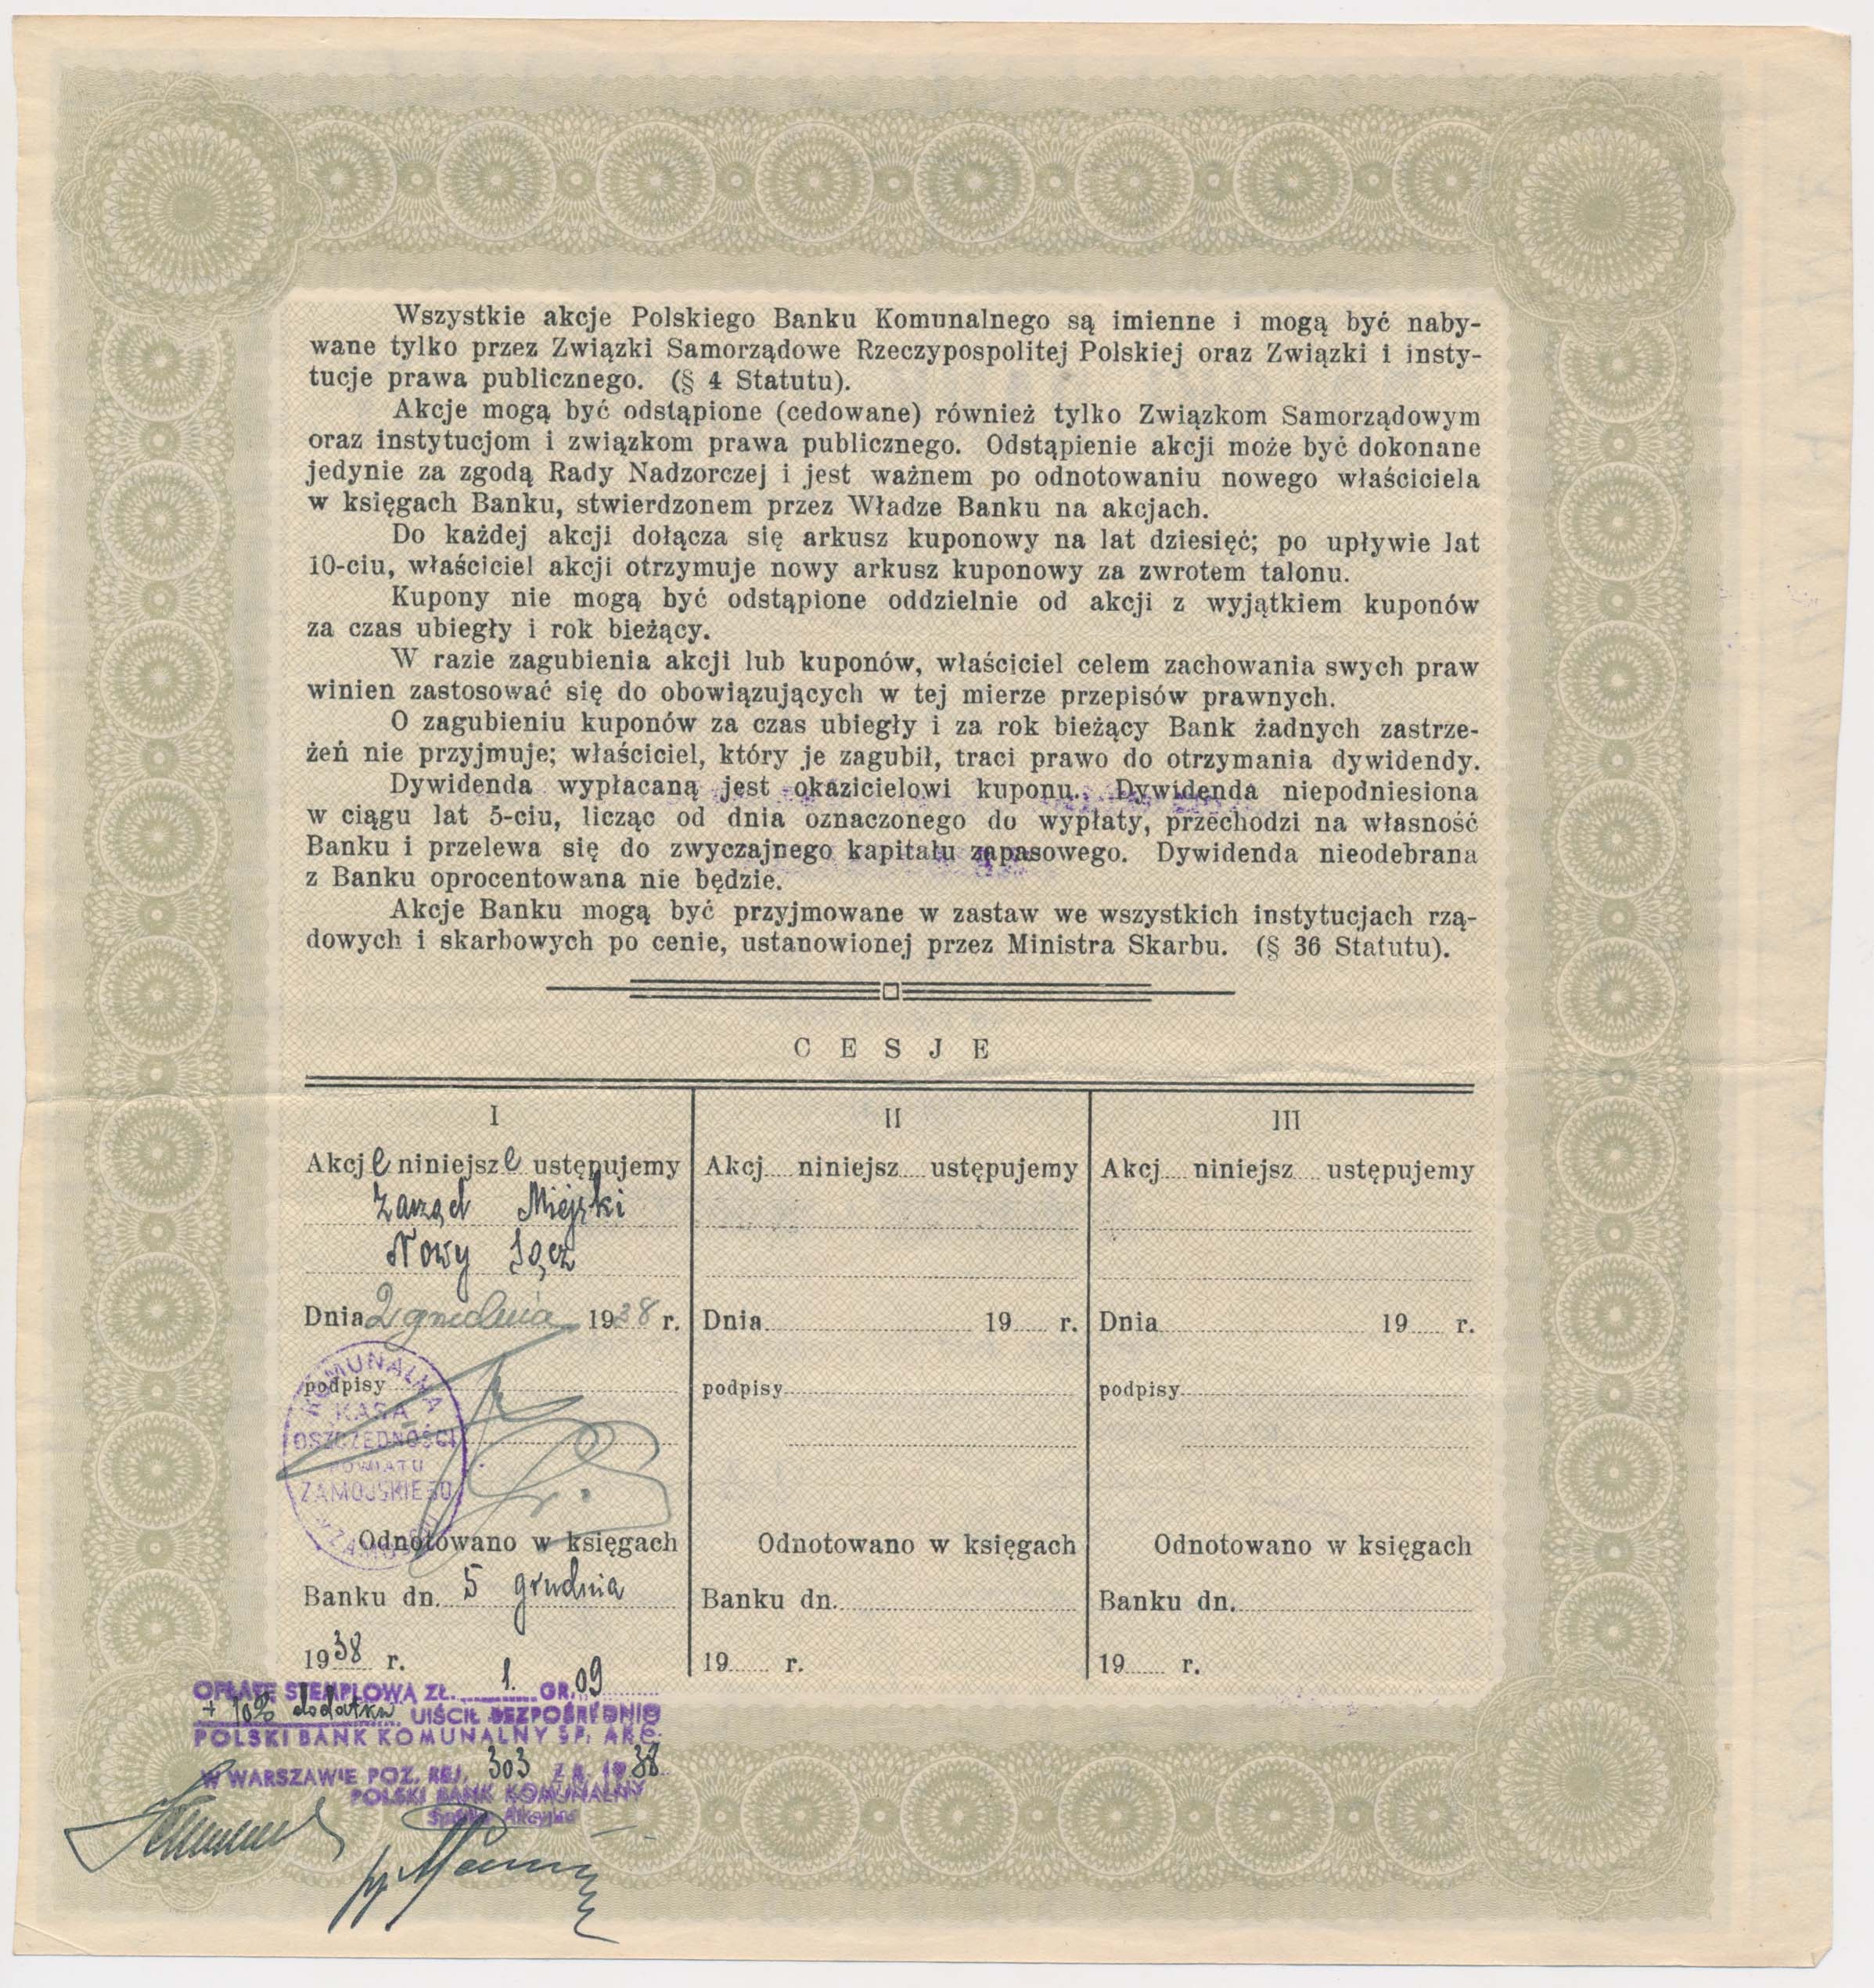 Wszystkie akcje Polskiego Banku Komunalnego są imienne i mogą być naby-
wane tylko przez Związki Samorządowe Rzeczypospolitej Polskiej oraz Związki i insty-
tucje prawa publicznego. (§ 4 Statutu).
Akcje mogą być odstąpione (cedowane) również tylko Związkom Samorządowym
oraz instytucjom i związkom prawa publicznego. Odstąpienie akcji może być dokonane
jedynie za zgodą Rady Nadzorczej i jest ważnem po odnotowaniu nowego właściciela
w księgach Banku, stwierdzonem przez Władze Banku na akcjach.
Do każdej akcji dołącza się arkusz kuponowy na lat dziesięć; po upływie lat
10-ciu, właściciel akcji otrzymuje nowy arkusz kuponowy za zwrotem talonu.
Kupony nie mogą być odstąpione oddzielnie od akcji z wyjątkiem kuponów
za czas ubiegły i rok bieżący.
W razie zagubienia akcji lub kuponów, właściciel celem zachowania swych praw
winien zastosować się do obowiązujących w tej mierze przepisów prawnych.
O zagubieniu kuponów za czas ubiegły i za rok bieżący Bank żadnych zastrze-
żeń nie przyjmuje; właściciel, który je zagubił, traci prawo do otrzymania dywidendy.
Dywidenda wypłacaną jest okazicielowi kuponu. Dywidenda niepodniesiona
w ciągu lat 5-ciu, licząc od dnia oznaczonego do wypłaty, przechodzi na własność
Banku i przelewa się do zwyczajnego kapitału zapasowego. Dywidenda nieodebrana
z Banku oprocentowana nie będzie.
Akcje Banku mogą być przyjmowane w zastaw we wszystkich instytucjach rzą-
dowych i skarbowych po cenie, ustanowionej przez Ministra Skarbu. (§ 36 Statutu).
CESJE
I
Akcje niniejsze ustępujemy
Zarząd Miejski
Nowy Sącz
Dnia 2 grudnia 1938 r.
podpisy
KOMUNALNA
KASA
OSZCZĘDNOŚCI
POWIATU
ZAMOJSKIEGO
Odnotowano w księgach
Banku dn. 5 grudnia
1938 r.
II
Akcj niniejsz ustępujemy
Dnia 19 r.
podpisy
Odnotowano w księgach
Banku dn.
19 r.
III
Akcj niniejsz ustępujemy
Dnia 19 r.
podpisy
Odnotowano w księgach
Banku dn.
19 r.
OPŁATĘ STEMPLOWĄ ZŁ. 1. GR. 09
+ 10% dodatku UIŚCIŁ BEZPOŚREDNIO
POLSKI BANK KOMUNALNY SP. AKC.
W WARSZAWIE POZ. REJ. 303 Z R. 1938
POLSKI BANK KOMUNALNY
Spółka Akcyjna